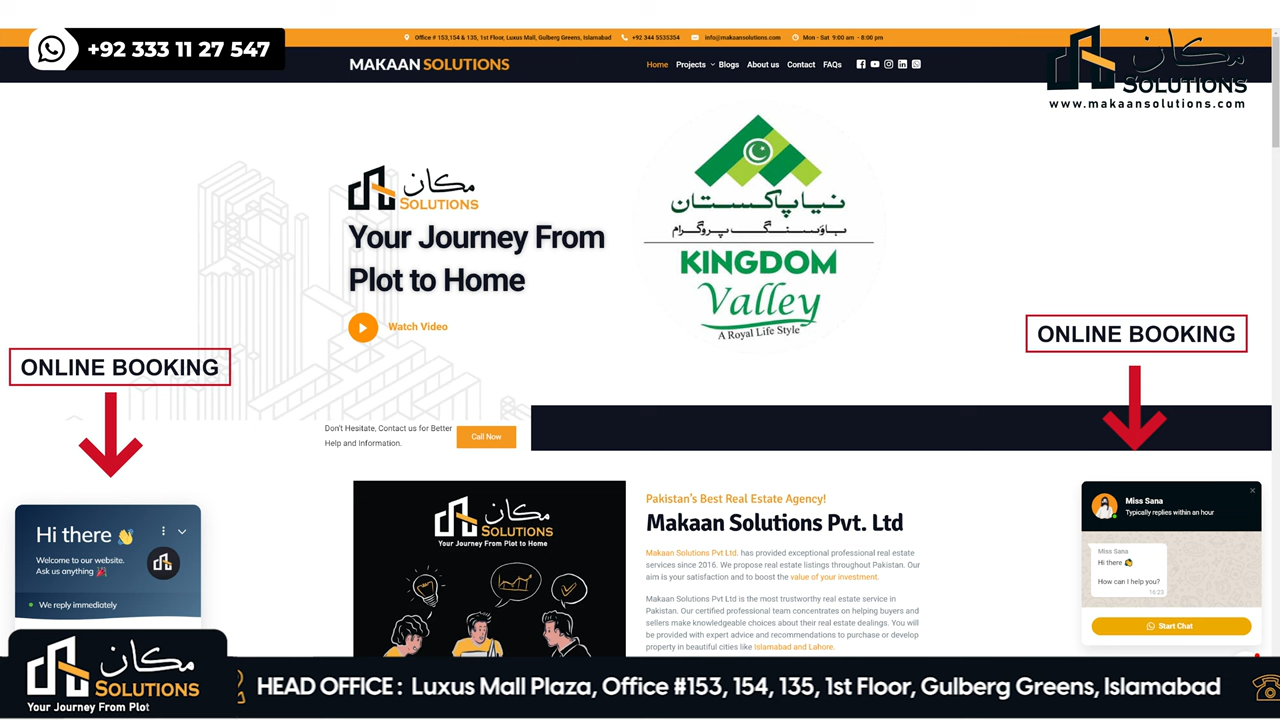 +92 333 11 27 547
Office # 153,154 & 135, 1st Floor, Luxus Mall, Gulberg Greens, Islamabad
+92 344 5535354
info@makaansolutions.com
Mon - Sat 9:00 am - 8:00 pm
MAKAAN SOLUTIONS
Home Projects Blogs About us Contact FAQs
مکان
SOLUTIONS
www.makaansolutions.com
مکان
SOLUTIONS
Your Journey From
Plot to Home
Watch Video
نیا پاکستان
ہاؤسنگ پروگرام
KINGDOM
Valley
A Royal Life Style
ONLINE BOOKING
ONLINE BOOKING
Don't Hesitate, Contact us for Better
Help and Information.
Call Now
Hi there 👋
Welcome to our website.
Ask us anything 🎉
We reply immediately
مکان
SOLUTIONS
Your Journey From Plot to Home
Pakistan's Best Real Estate Agency!
Makaan Solutions Pvt. Ltd
Makaan Solutions Pvt Ltd. has provided exceptional professional real estate
services since 2016. We propose real estate listings throughout Pakistan. Our
aim is your satisfaction and to boost the value of your investment.
Makaan Solutions Pvt Ltd is the most trustworthy real estate service in
Pakistan. Our certified professional team concentrates on helping buyers and
sellers make knowledgeable choices about their real estate dealings. You will
be provided with expert advice and recommendations to purchase or develop
property in beautiful cities like Islamabad and Lahore.
Miss Sana
Typically replies within an hour
Miss Sana
Hi there 👋
How can I help you?
16:23
Start Chat
مکان
SOLUTIONS
Your Journey From Plot
HEAD OFFICE : Luxus Mall Plaza, Office #153, 154, 135, 1st Floor, Gulberg Greens, Islamabad